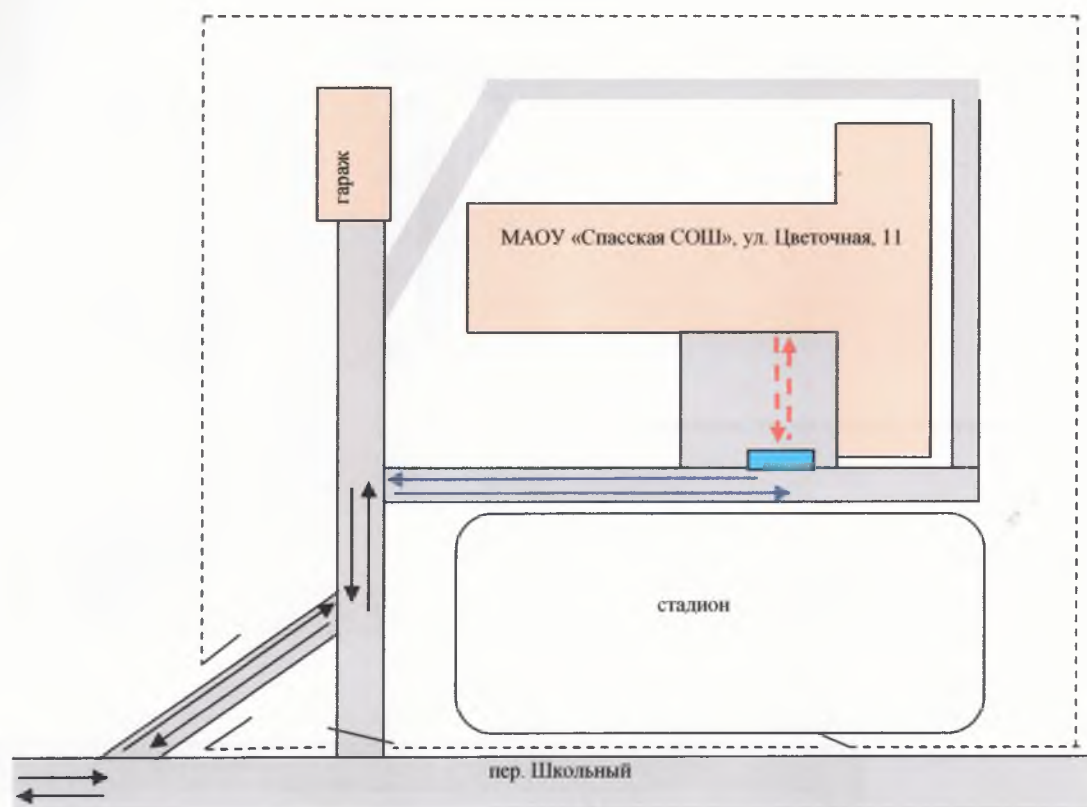 гараж
МАОУ «Спасская СОШ», ул. Цветочная, 11
стадион
пер. Школьный